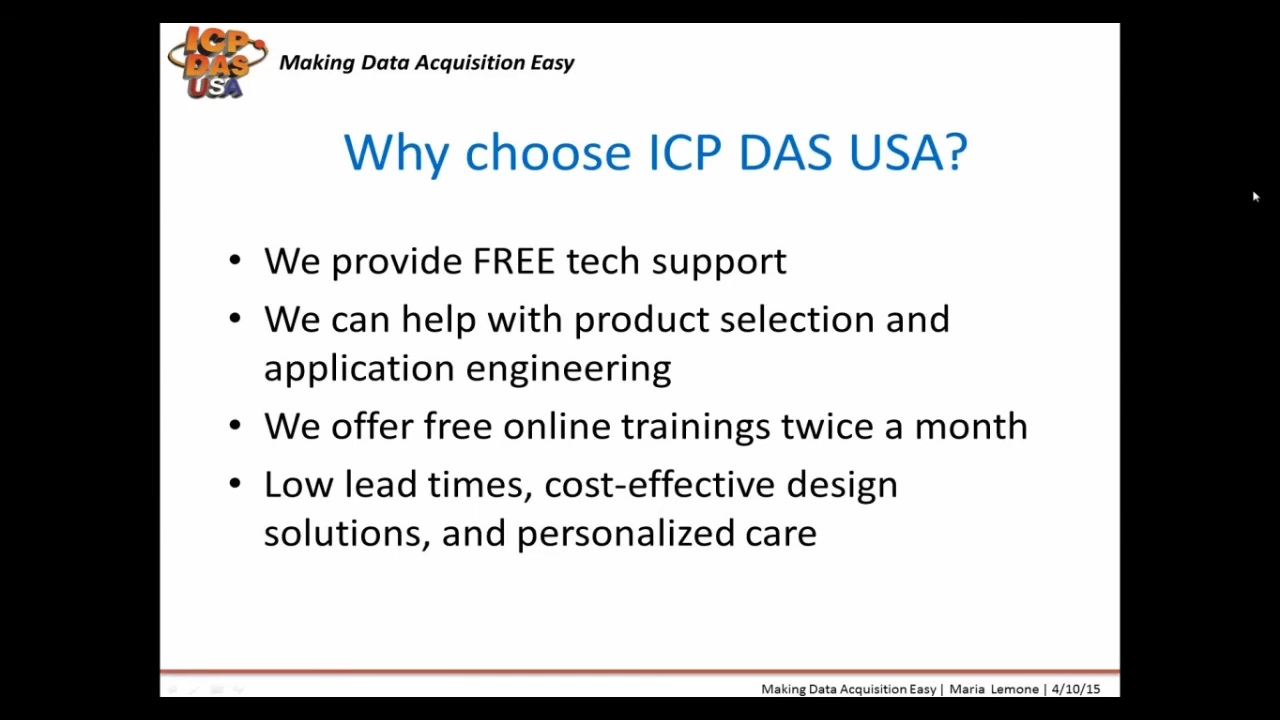 ICP
DAS
USA
Making Data Acquisition Easy
Why choose ICP DAS USA?
• We provide FREE tech support
• We can help with product selection and
application engineering
• We offer free online trainings twice a month
• Low lead times, cost-effective design
solutions, and personalized care
Making Data Acquisition Easy | Maria Lemone | 4/10/15